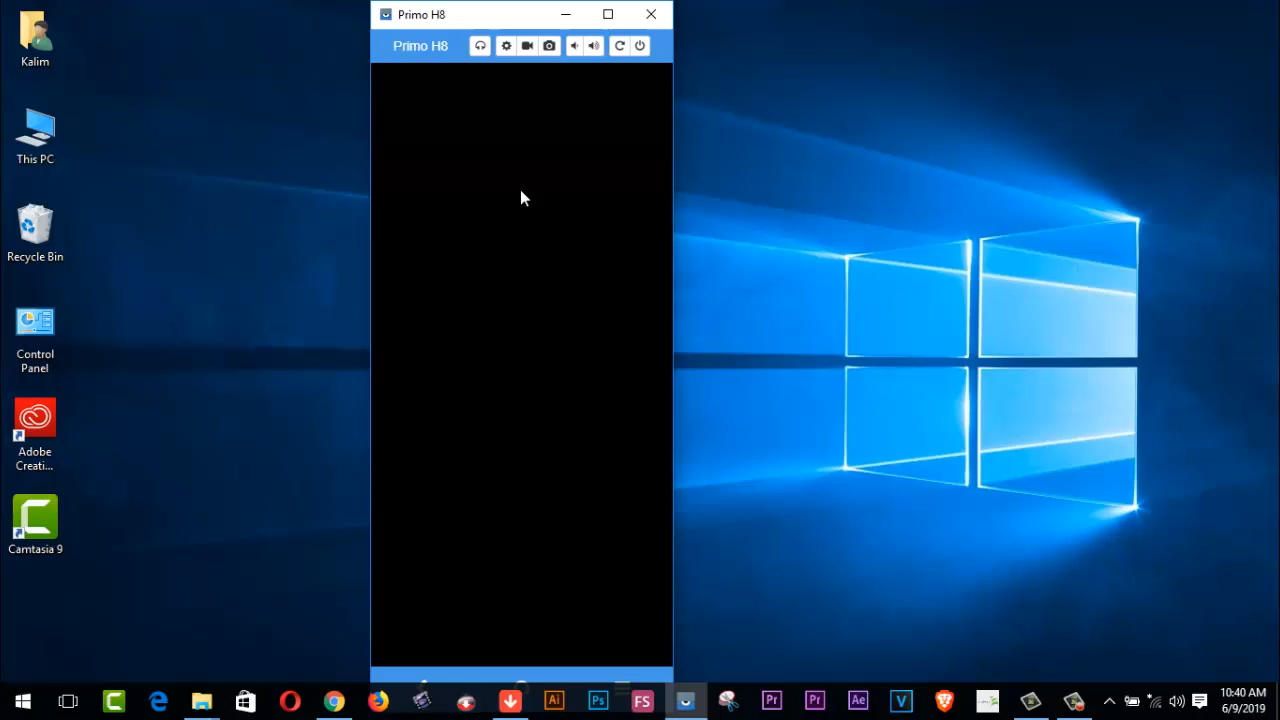 Primo H8
Primo H8
Kalim
This PC
Recycle Bin
Control
Panel
Adobe
Creati...
Camtasia 9
Ai
Ps
FS
Pr
Pr
Ae
V
10:40 AM
6/9/2019